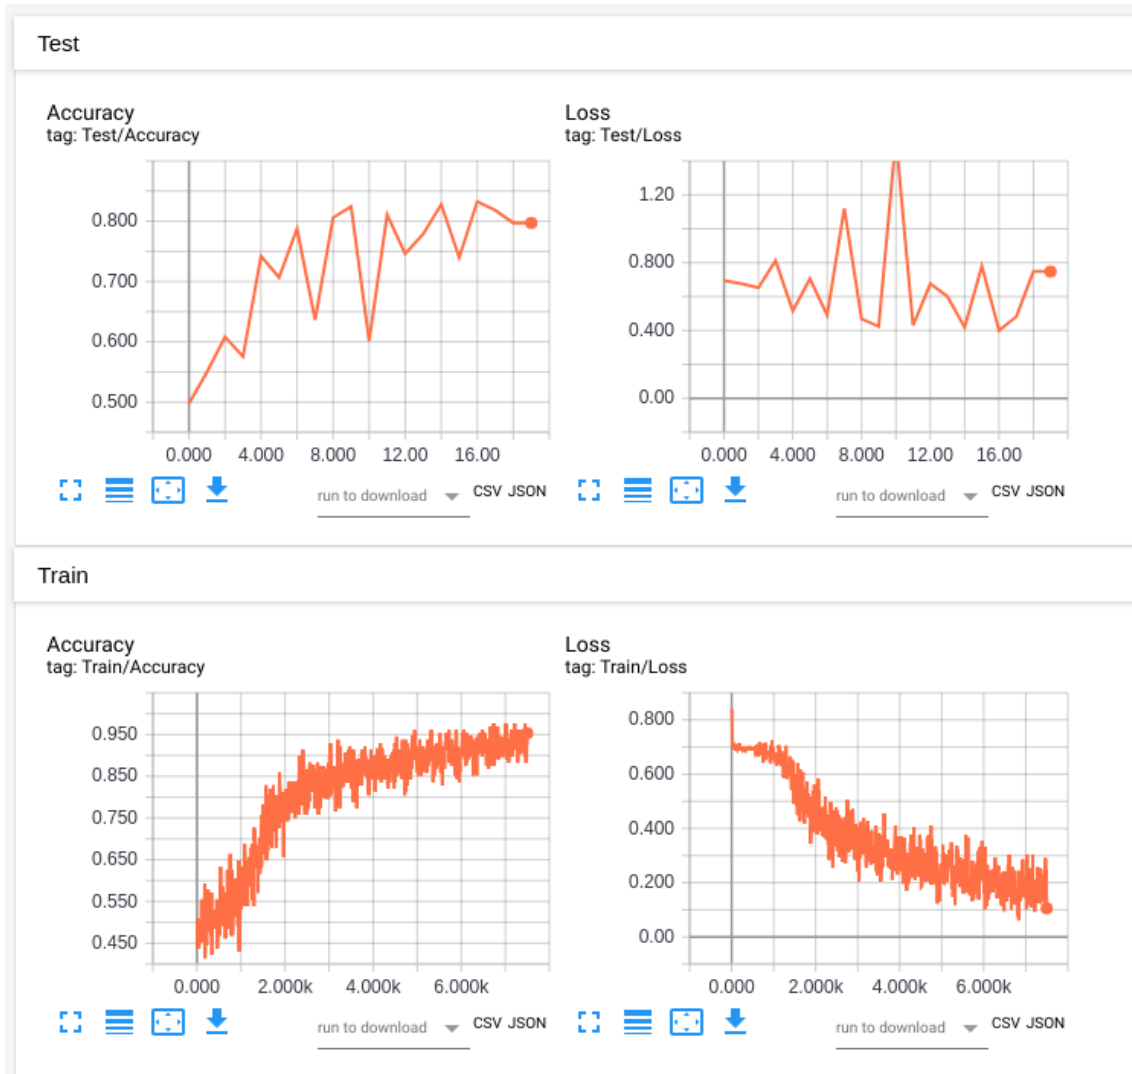 Test
Accuracy
tag: Test/Accuracy
0.800
0.700
0.600
0.500
0.000 4.000 8.000 12.00 16.00
run to download CSV JSON
Loss
tag: Test/Loss
1.20
0.800
0.400
0.00
0.000 4.000 8.000 12.00 16.00
run to download CSV JSON
Train
Accuracy
tag: Train/Accuracy
0.950
0.850
0.750
0.650
0.550
0.450
0.000 2.000k 4.000k 6.000k
run to download CSV JSON
Loss
tag: Train/Loss
0.800
0.600
0.400
0.200
0.00
0.000 2.000k 4.000k 6.000k
run to download CSV JSON